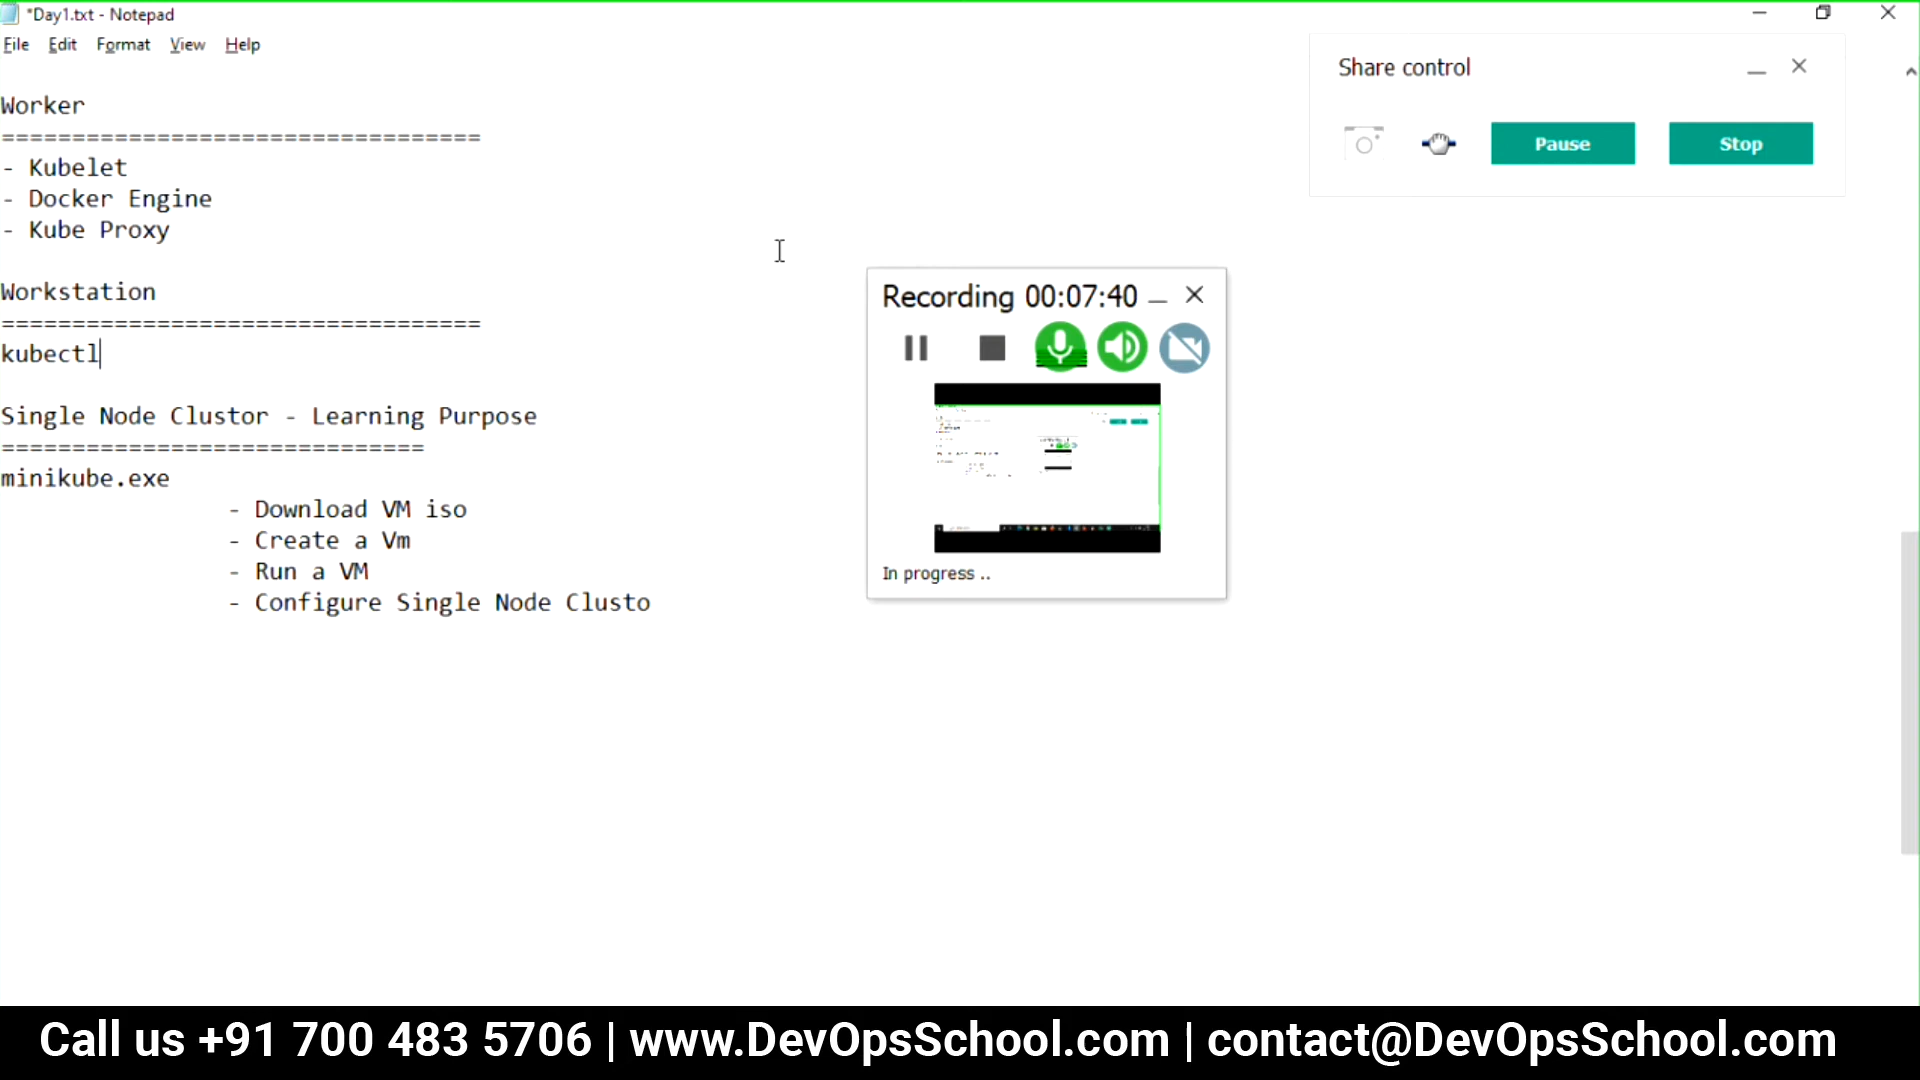 *Day1.txt - Notepad
File Edit Format View Help
Share control
Pause Stop
Worker
==================================
- Kubelet
- Docker Engine
- Kube Proxy
Workstation
==================================
kubectl
Recording 00:07:40
In progress ..
Single Node Clustor - Learning Purpose
==============================
minikube.exe
- Download VM iso
- Create a Vm
- Run a VM
- Configure Single Node Clusto
Call us +91 700 483 5706 | www.DevOpsSchool.com | contact@DevOpsSchool.com